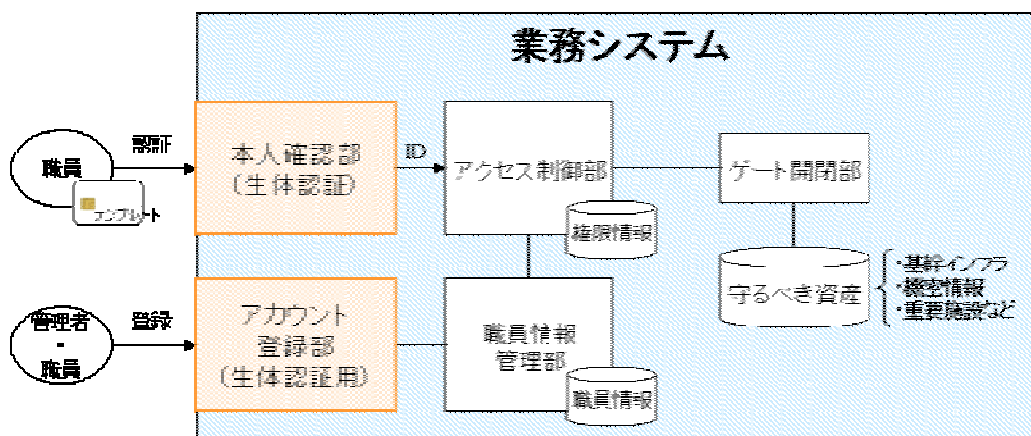 業務システム
職員
認証
テンプレート
本人確認部
（生体認証）
ID
アクセス制御部
権限情報
ゲート開閉部
守るべき資産
・基幹インフラ
・機密情報
・重要施設など
管理者
・
職員
登録
アカウント
登録部
（生体認証用）
職員情報
管理部
職員情報